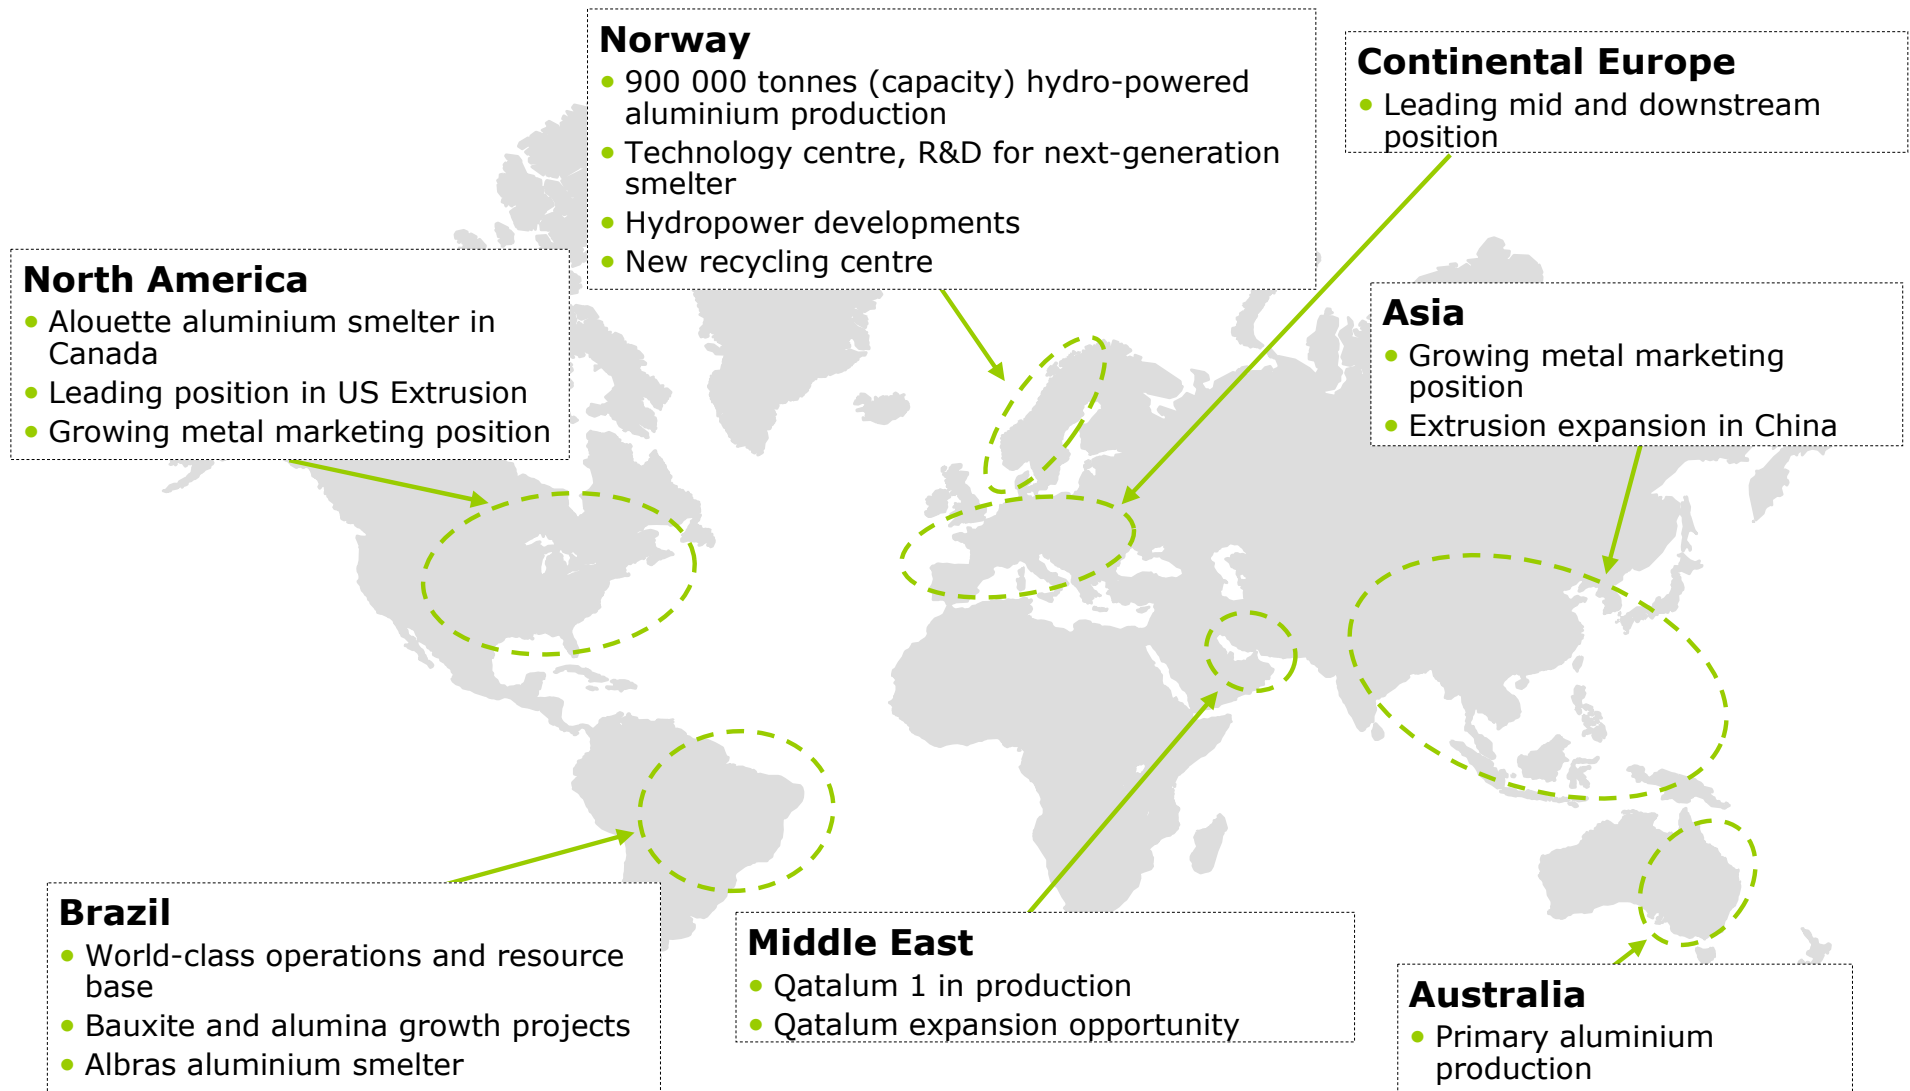 Norway
• 900 000 tonnes (capacity) hydro-powered
aluminium production
• Technology centre, R&D for next-generation
smelter
• Hydropower developments
• New recycling centre
Continental Europe
• Leading mid and downstream
position
North America
• Alouette aluminium smelter in
Canada
• Leading position in US Extrusion
• Growing metal marketing position
Asia
• Growing metal marketing
position
• Extrusion expansion in China
Brazil
• World-class operations and resource
base
• Bauxite and alumina growth projects
• Albras aluminium smelter
Middle East
• Qatalum 1 in production
• Qatalum expansion opportunity
Australia
• Primary aluminium
production